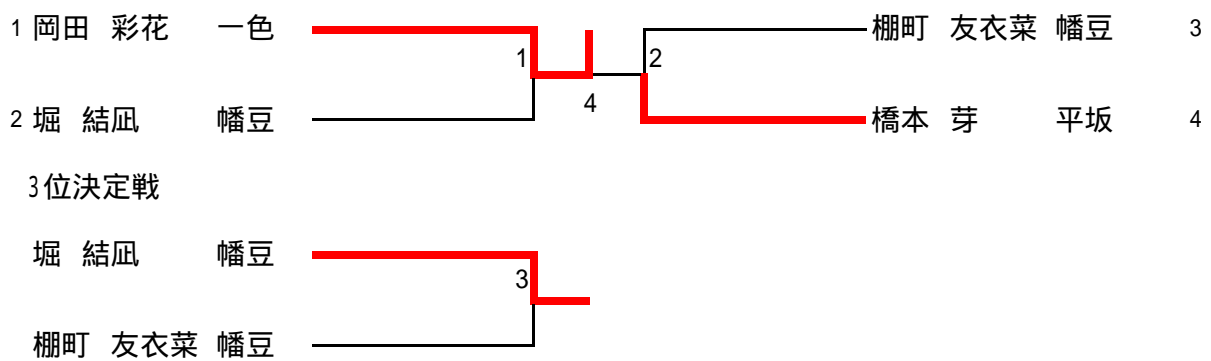 1 岡田 彩花 一色
棚町 友衣菜 幡豆 3
1
2
4
2 堀 結凪 幡豆
橋本 芽 平坂 4
3位決定戦
堀 結凪 幡豆
3
棚町 友衣菜 幡豆